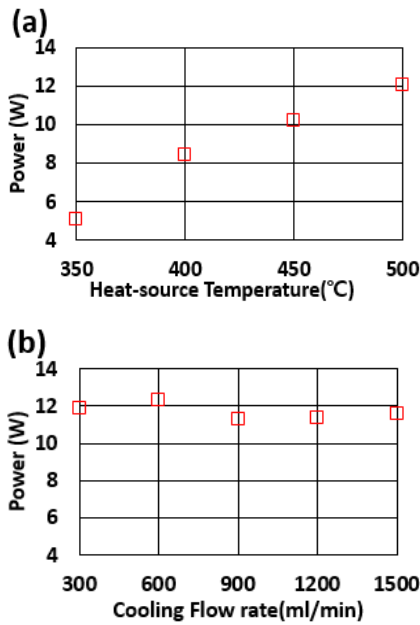 (a)
14
12
10
8
6
4
Power (W)
350 400 450 500
Heat-source Temperature(℃)
(b)
14
12
10
8
6
4
Power (W)
300 600 900 1200 1500
Cooling Flow rate(ml/min)